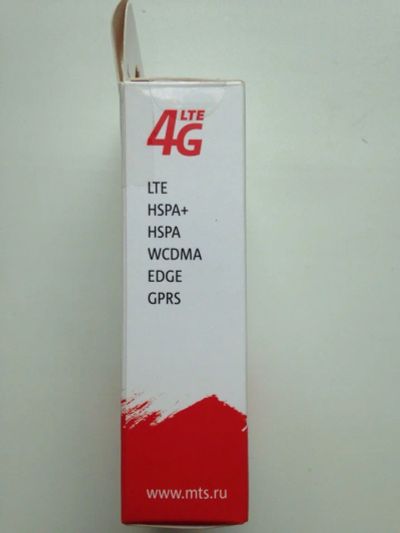 4G LTE
LTE
HSPA+
HSPA
WCDMA
EDGE
GPRS
www.mts.ru